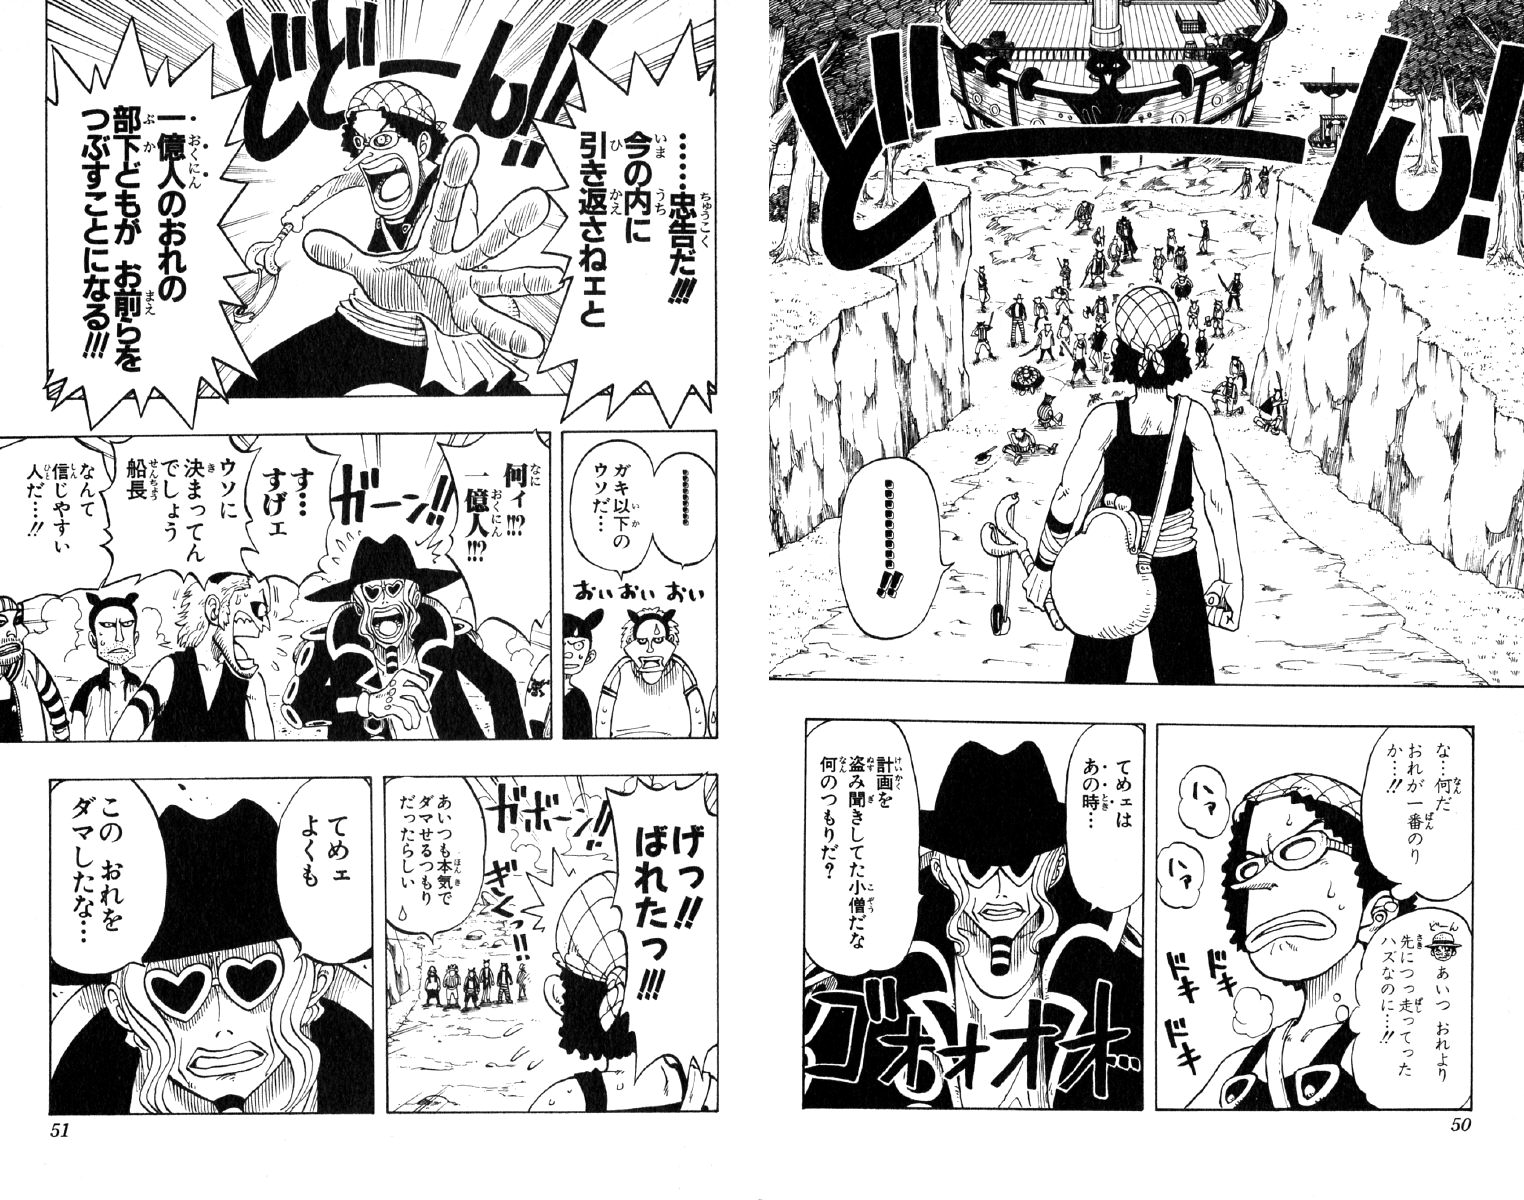 ど
ーん！
…………!!
な…何だ
おれが一番のり
か…!!
どーん
あいつ おれより
先につっ走ってった
ハズなのに…!!
ハァ
ハァ
ドキ
ドキ
ドキ
てめェは
あの時…
計画を
盗み聞きしてた小僧だな
何のつもりだ？
ゴオォオオオ…
50
どどーん!!
……忠告だ!!!
今の内に
引き返さねェと
一億人のおれの
部下どもが お前らを
つぶすことになる!!!
…………
ガキ以下の
ウソだ…
おいおい おい
何ィ!!?
一億人!!?
ガーン!!
す…
すげェ
ウソに
決まってん
でしょう
船長
なんて
信じやすい
人だ…!!
げっ!!
ばれたっ!!!
ガボーン!!
ぎくっ!!
あいつも本気で
ダマせるつもり
だったらしい
てめェ
よくも
この おれを
ダマしたな…
51